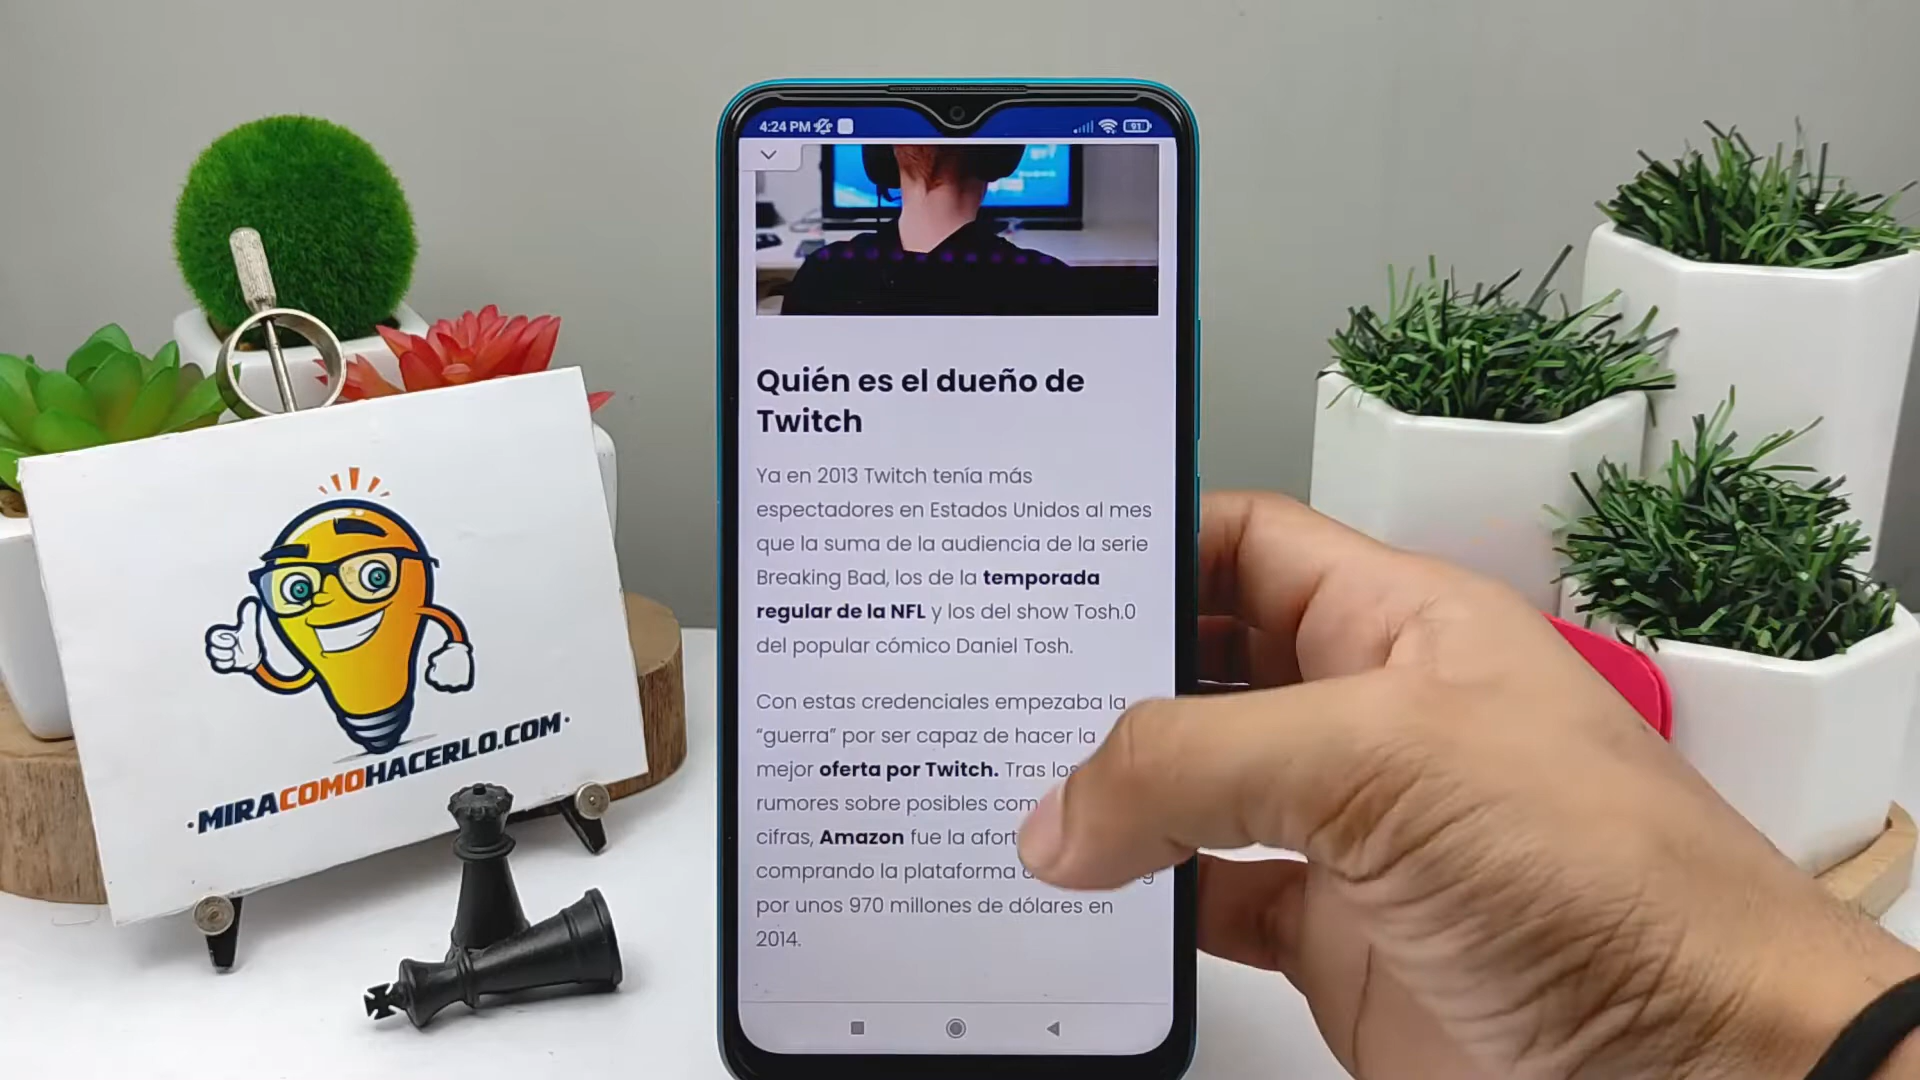 4:24 PM
91
Quién es el dueño de
Twitch
Ya en 2013 Twitch tenía más
espectadores en Estados Unidos al mes
que la suma de la audiencia de la serie
Breaking Bad, los de la temporada
regular de la NFL y los del show Tosh.0
del popular cómico Daniel Tosh.
Con estas credenciales empezaba la
“guerra” por ser capaz de hacer la
mejor oferta por Twitch. Tras los
rumores sobre posibles
cifras, Amazon fue la
comprando la plataforma
por unos 970 millones de dólares en
2014.
·MIRACOMOHACERLO.COM·